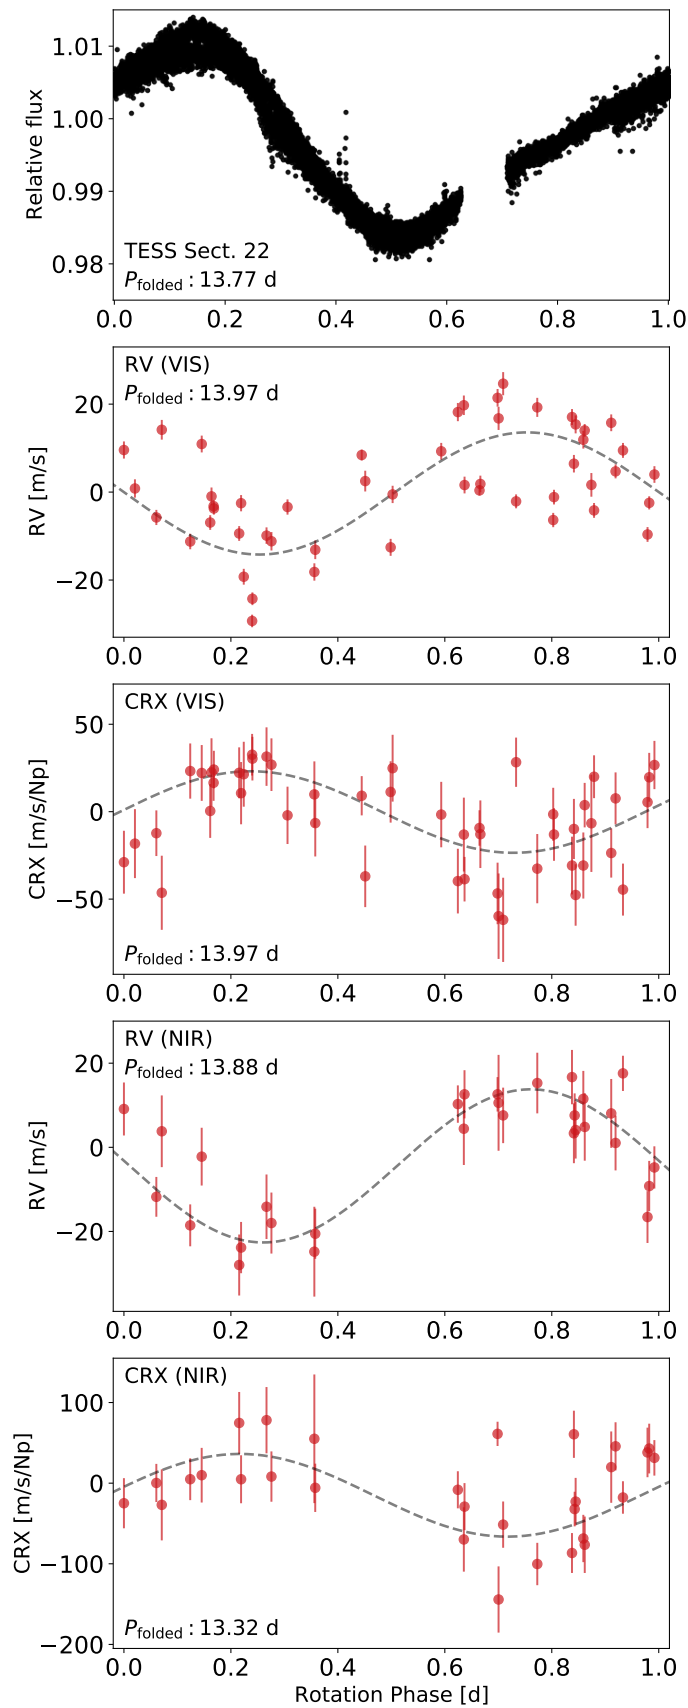 1.01
1.00
0.99
0.98
Relative flux
TESS Sect. 22
P_folded : 13.77 d
0.0 0.2 0.4 0.6 0.8 1.0
RV (VIS)
P_folded : 13.97 d
20
0
−20
RV [m/s]
0.0 0.2 0.4 0.6 0.8 1.0
CRX (VIS)
50
0
−50
CRX [m/s/Np]
P_folded : 13.97 d
0.0 0.2 0.4 0.6 0.8 1.0
RV (NIR)
P_folded : 13.88 d
20
0
−20
RV [m/s]
0.0 0.2 0.4 0.6 0.8 1.0
CRX (NIR)
100
0
−100
−200
CRX [m/s/Np]
P_folded : 13.32 d
0.0 0.2 0.4 0.6 0.8 1.0
Rotation Phase [d]